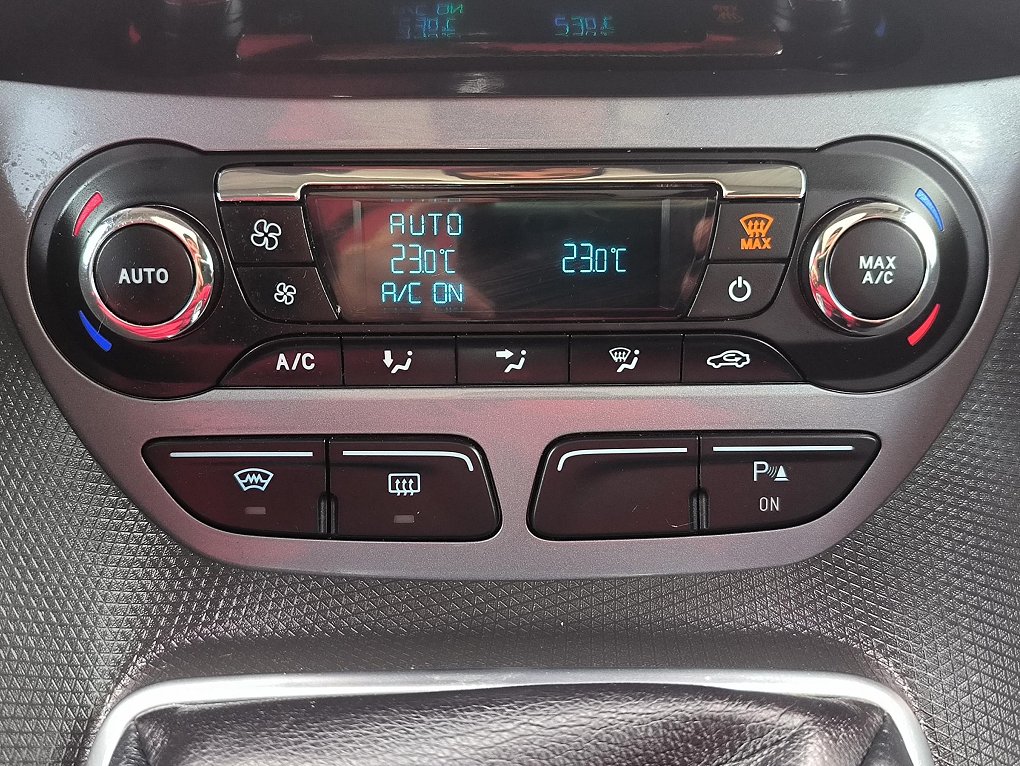 AUTO
23.0°C 23.0°C
A/C ON
AUTO
MAX
MAX
A/C
A/C
P
ON